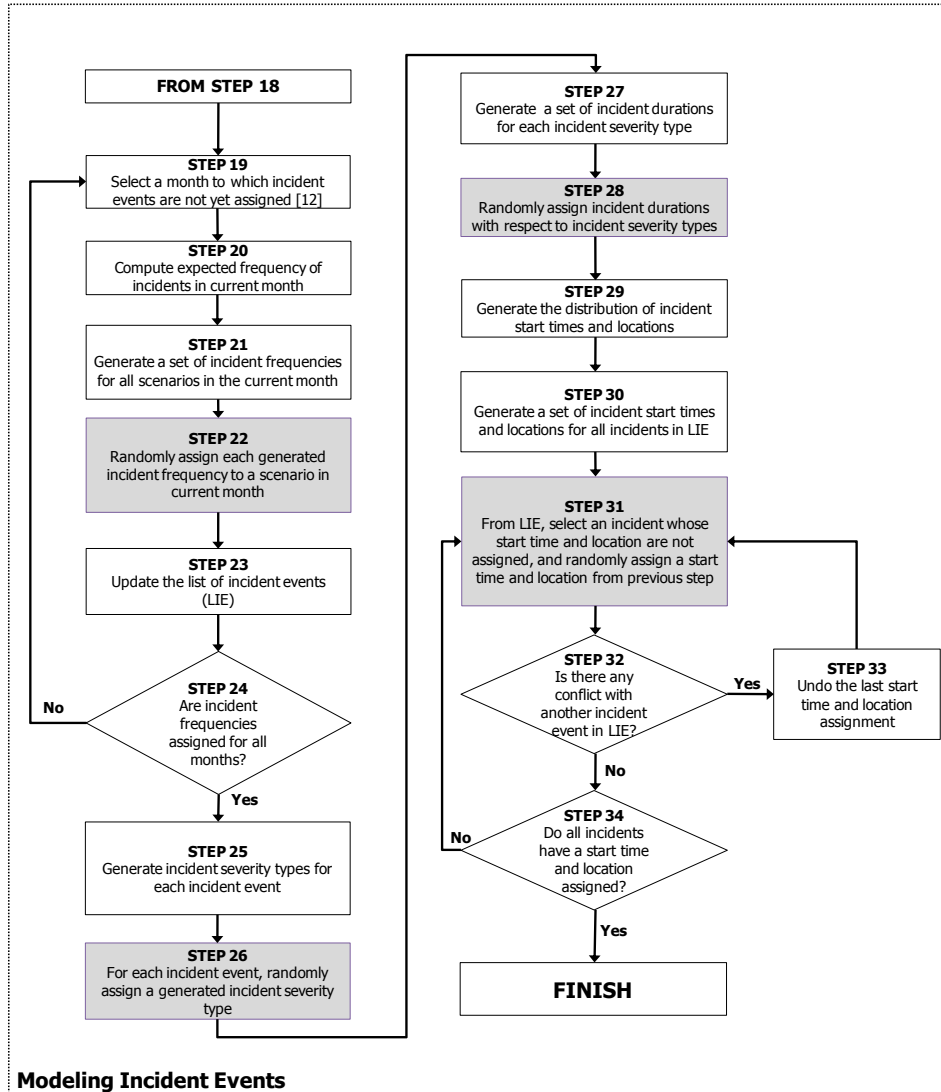 FROM STEP 18
STEP 19
Select a month to which incident
events are not yet assigned [12]
STEP 20
Compute expected frequency of
incidents in current month
STEP 21
Generate a set of incident frequencies
for all scenarios in the current month
STEP 22
Randomly assign each generated
incident frequency to a scenario in
current month
STEP 23
Update the list of incident events
(LIE)
STEP 24
Are incident
frequencies
assigned for all
months?
No
Yes
STEP 25
Generate incident severity types for
each incident event
STEP 26
For each incident event, randomly
assign a generated incident severity
type
STEP 27
Generate a set of incident durations
for each incident severity type
STEP 28
Randomly assign incident durations
with respect to incident severity types
STEP 29
Generate the distribution of incident
start times and locations
STEP 30
Generate a set of incident start times
and locations for all incidents in LIE
STEP 31
From LIE, select an incident whose
start time and location are not
assigned, and randomly assign a start
time and location from previous step
STEP 32
Is there any
conflict with
another incident
event in LIE?
Yes
STEP 33
Undo the last start
time and location
assignment
No
STEP 34
Do all incidents
have a start time
and location
assigned?
No
Yes
FINISH
Modeling Incident Events